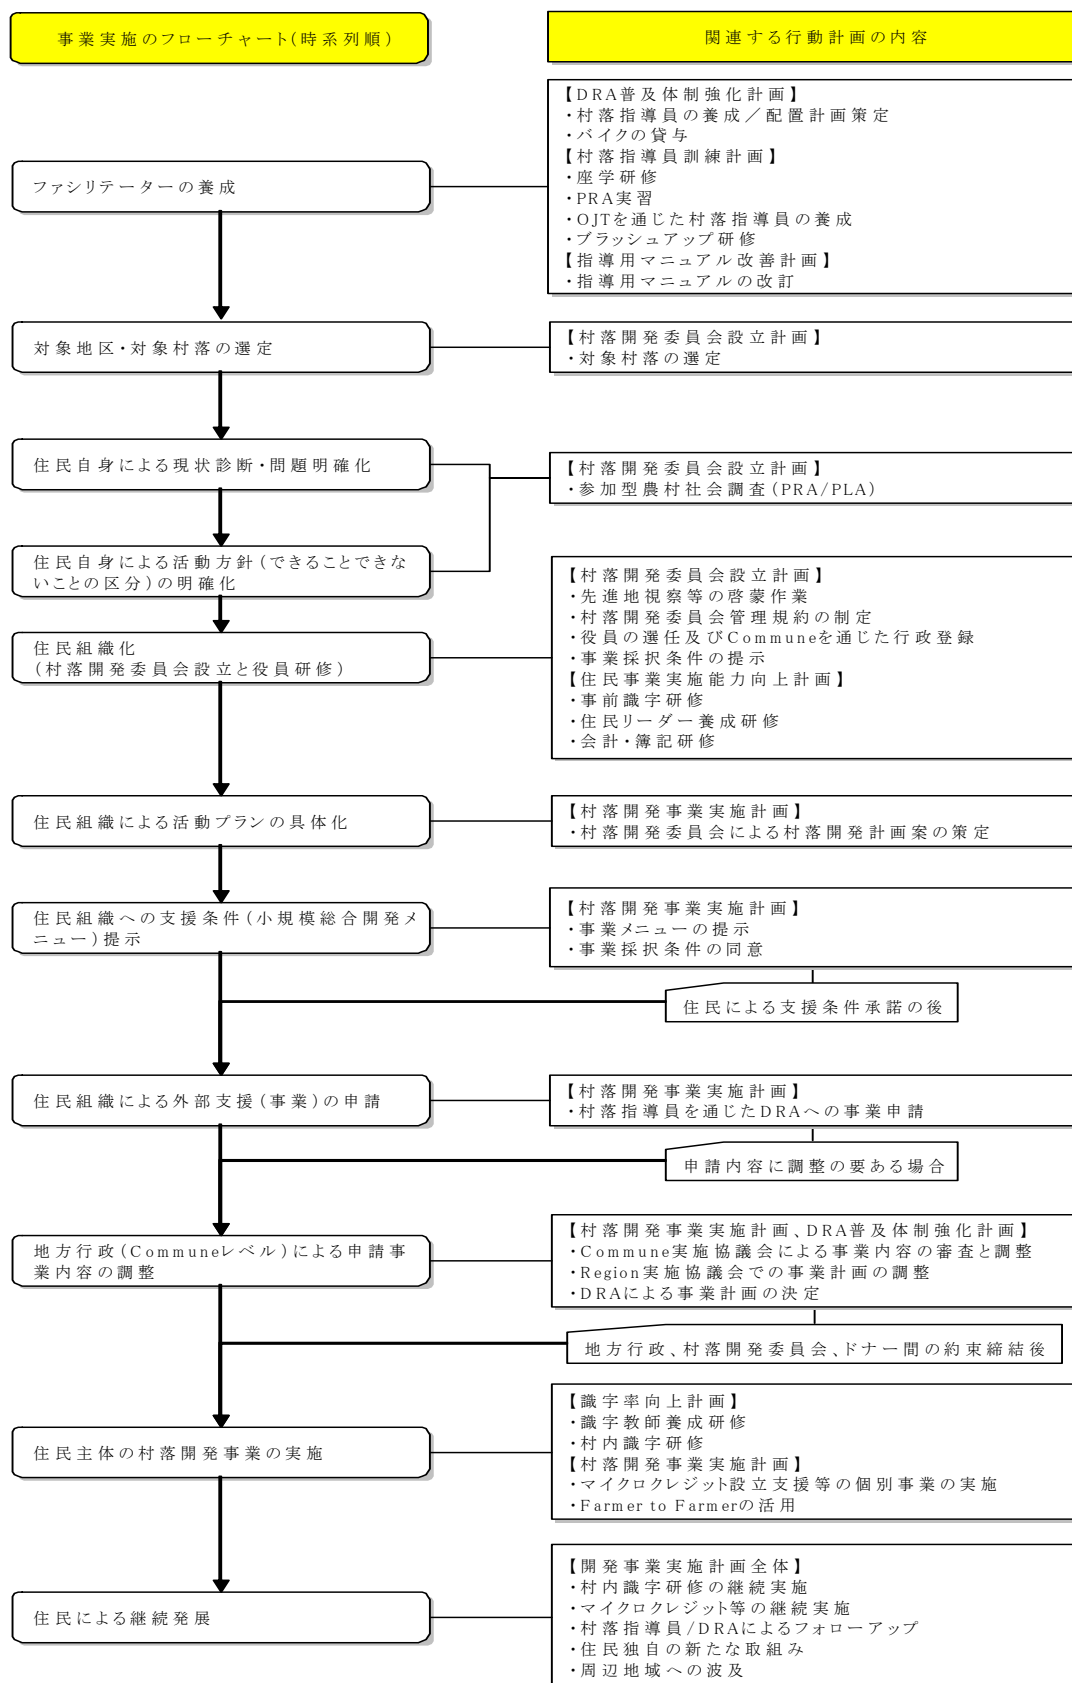 事業実施のフローチャート(時系列順)
関連する行動計画の内容
【DRA普及体制強化計画】
・村落指導員の養成／配置計画策定
・バイクの貸与
【村落指導員訓練計画】
・座学研修
・PRA実習
・OJTを通じた村落指導員の養成
・ブラッシュアップ研修
【指導用マニュアル改善計画】
・指導用マニュアルの改訂
ファシリテーターの養成
対象地区・対象村落の選定
【村落開発委員会設立計画】
・対象村落の選定
住民自身による現状診断・問題明確化
【村落開発委員会設立計画】
・参加型農村社会調査(PRA/PLA)
住民自身による活動方針(できることできな
いことの区分)の明確化
住民組織化
(村落開発委員会設立と役員研修)
【村落開発委員会設立計画】
・先進地視察等の啓蒙作業
・村落開発委員会管理規約の制定
・役員の選任及びCommuneを通じた行政登録
・事業採択条件の提示
【住民事業実施能力向上計画】
・事前識字研修
・住民リーダー養成研修
・会計・簿記研修
住民組織による活動プランの具体化
【村落開発事業実施計画】
・村落開発委員会による村落開発計画案の策定
住民組織への支援条件(小規模総合開発メ
ニュー)提示
【村落開発事業実施計画】
・事業メニューの提示
・事業採択条件の同意
住民による支援条件承諾の後
住民組織による外部支援(事業)の申請
【村落開発事業実施計画】
・村落指導員を通じたDRAへの事業申請
申請内容に調整の要ある場合
地方行政(Communeレベル)による申請事
業内容の調整
【村落開発事業実施計画、DRA普及体制強化計画】
・Commune実施協議会による事業内容の審査と調整
・Region実施協議会での事業計画の調整
・DRAによる事業計画の決定
地方行政、村落開発委員会、ドナー間の約束締結後
住民主体の村落開発事業の実施
【識字率向上計画】
・識字教師養成研修
・村内識字研修
【村落開発事業実施計画】
・マイクロクレジット設立支援等の個別事業の実施
・Farmer to Farmerの活用
住民による継続発展
【開発事業実施計画全体】
・村内識字研修の継続実施
・マイクロクレジット等の継続実施
・村落指導員/DRAによるフォローアップ
・住民独自の新たな取組み
・周辺地域への波及